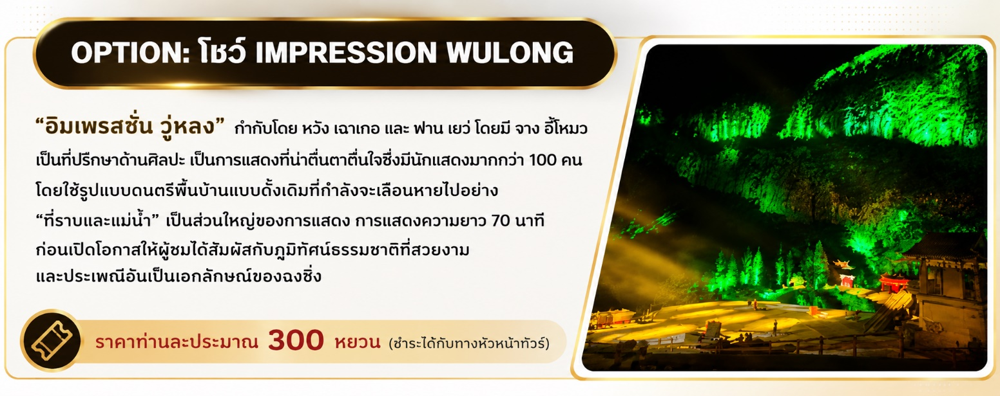 OPTION: โชว์ IMPRESSION WULONG
“อิมเพรสชั่น วู่หลง” กำกับโดย หวัง เฉาเกอ และ ฟาน เยว่ โดยมี จาง อี้โหมว
เป็นที่ปรึกษาด้านศิลปะ เป็นการแสดงที่น่าตื่นตาตื่นใจซึ่งมีนักแสดงมากกว่า 100 คน
โดยใช้รูปแบบดนตรีพื้นบ้านแบบดั้งเดิมที่กำลังจะเลือนหายไปอย่าง
“ที่ราบและแม่น้ำ” เป็นส่วนใหญ่ของการแสดง การแสดงความยาว 70 นาที
ก่อนเปิดโอกาสให้ผู้ชมได้สัมผัสกับภูมิทัศน์ธรรมชาติที่สวยงาม
และประเพณีอันเป็นเอกลักษณ์ของฉงชิ่ง
ราคาท่านละประมาณ 300 หยวน (ชำระได้กับทางหัวหน้าทัวร์)